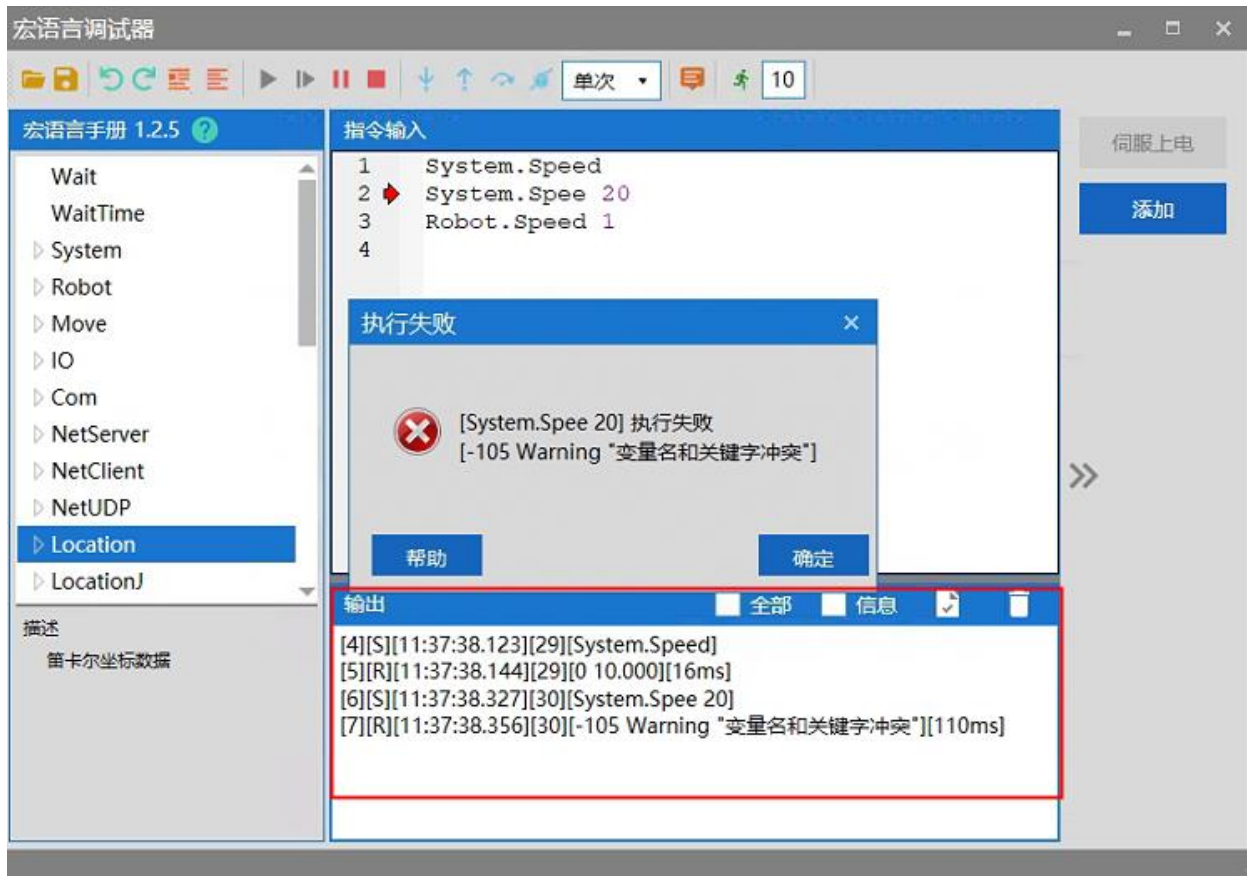 宏语言调试器
单次
10
宏语言手册 1.2.5
Wait
WaitTime
System
Robot
Move
IO
Com
NetServer
NetClient
NetUDP
Location
LocationJ
描述
笛卡尔坐标数据
指令输入
1 System.Speed
2 System.Spee 20
3 Robot.Speed 1
4
执行失败
[System.Spee 20] 执行失败
[-105 Warning "变量名和关键字冲突"]
帮助
确定
输出
全部
信息
[4][S][11:37:38.123][29][System.Speed]
[5][R][11:37:38.144][29][0 10.000][16ms]
[6][S][11:37:38.327][30][System.Spee 20]
[7][R][11:37:38.356][30][-105 Warning "变量名和关键字冲突"][110ms]
伺服上电
添加